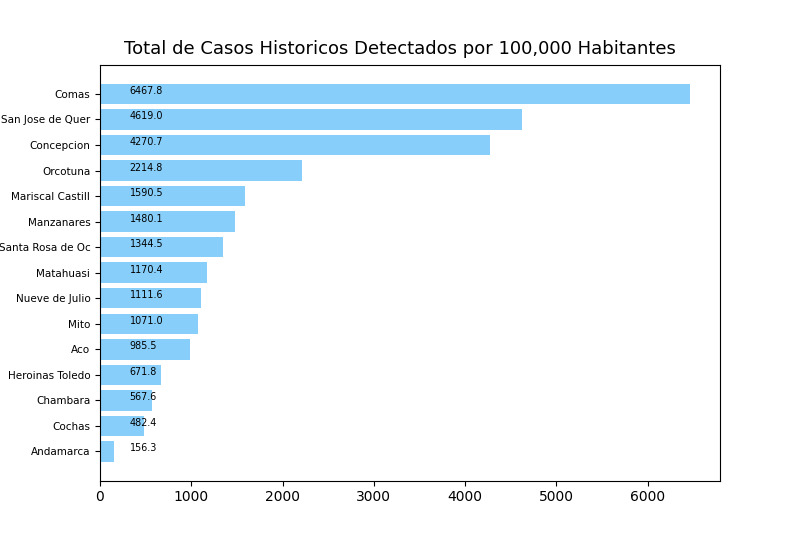 Total de Casos Historicos Detectados por 100,000 Habitantes
Comas 6467.8
San Jose de Quer 4619.0
Concepcion 4270.7
Orcotuna 2214.8
Mariscal Castill 1590.5
Manzanares 1480.1
Santa Rosa de Oc 1344.5
Matahuasi 1170.4
Nueve de Julio 1111.6
Mito 1071.0
Aco 985.5
Heroinas Toledo 671.8
Chambara 567.6
Cochas 482.4
Andamarca 156.3
0 1000 2000 3000 4000 5000 6000